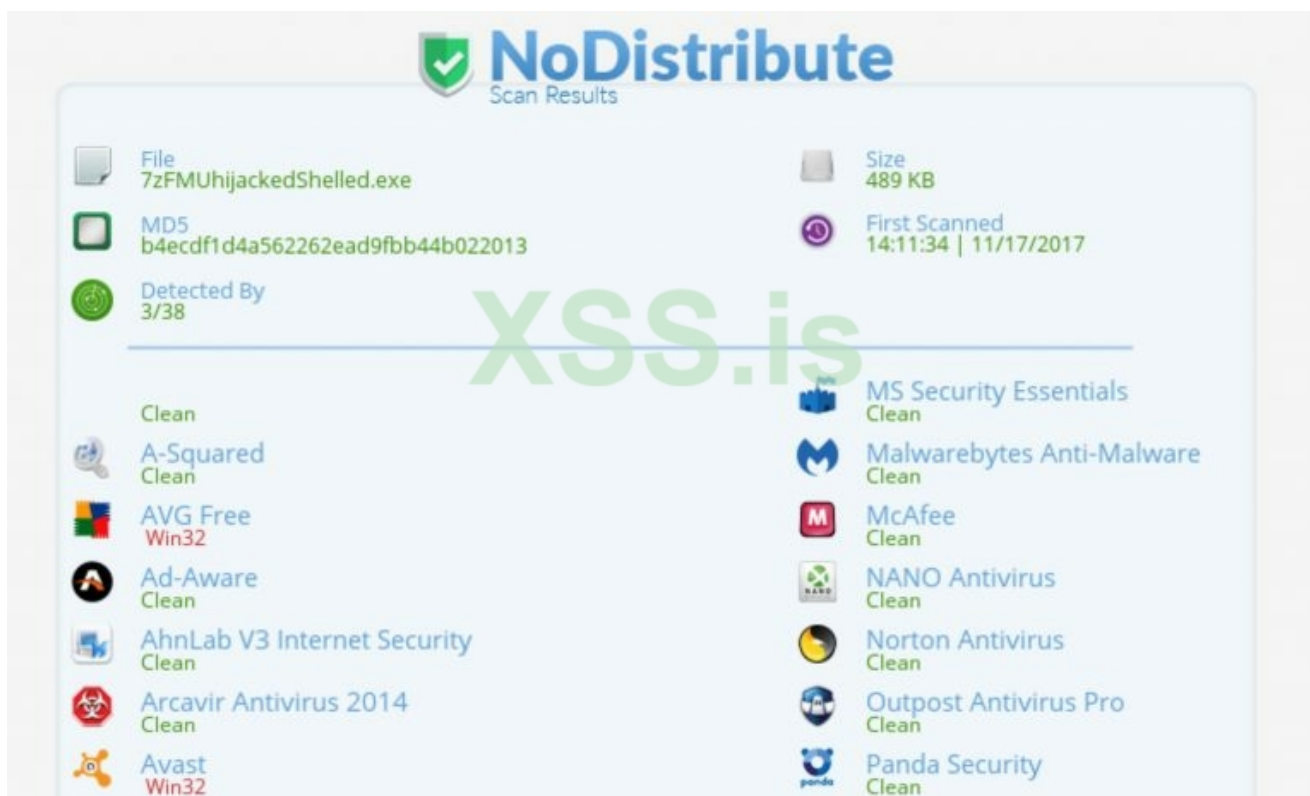 NoDistribute
Scan Results
File
7zFMUhijackedShelled.exe
Size
489 KB
MD5
b4ecdf1d4a562262ead9fbb44b022013
First Scanned
14:11:34 | 11/17/2017
Detected By
3/38
XSS.is
Clean
MS Security Essentials
Clean
A-Squared
Clean
Malwarebytes Anti-Malware
Clean
AVG Free
Win32
McAfee
Clean
Ad-Aware
Clean
NANO Antivirus
Clean
AhnLab V3 Internet Security
Clean
Norton Antivirus
Clean
Arcavir Antivirus 2014
Clean
Outpost Antivirus Pro
Clean
Avast
Win32
Panda Security
Clean